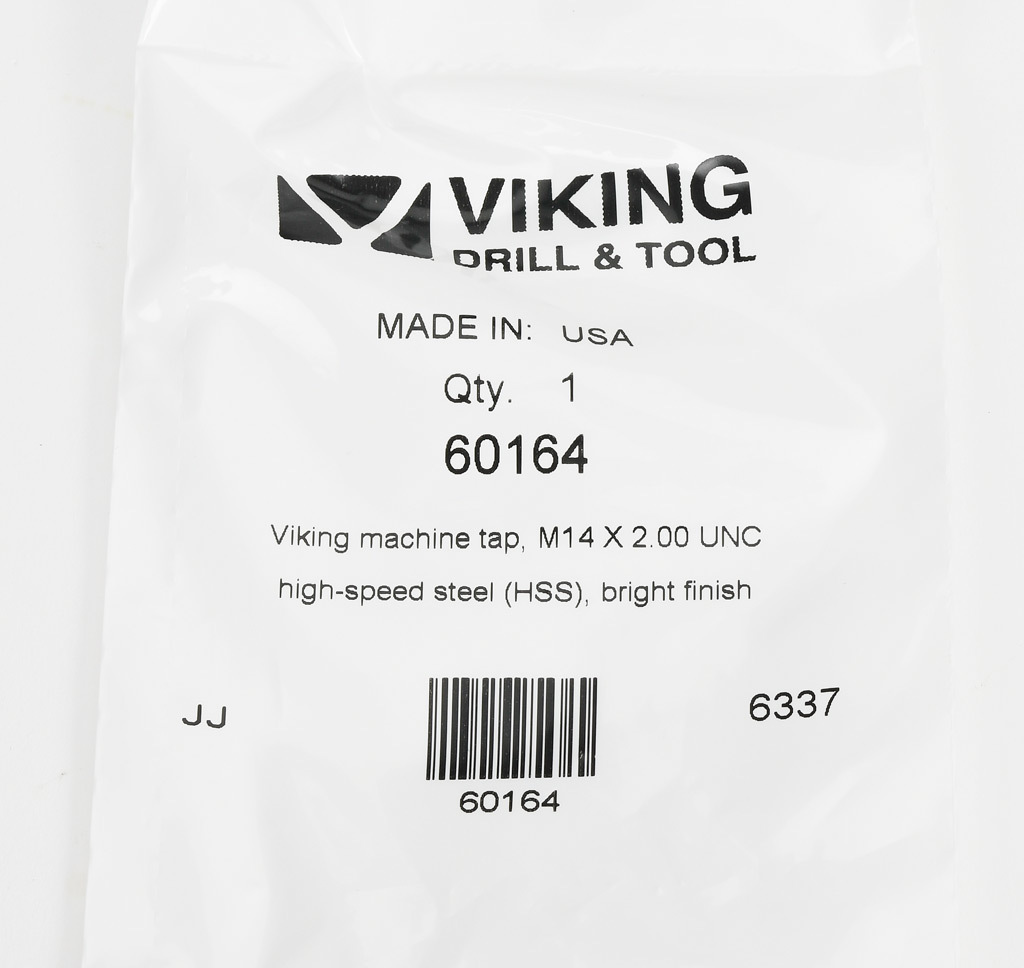 VIKING
DRILL & TOOL
MADE IN: USA
Qty. 1
60164
Viking machine tap, M14 X 2.00 UNC
high-speed steel (HSS), bright finish
JJ
6337
60164